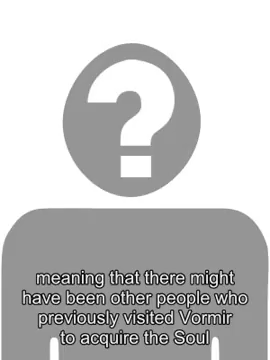 ?
meaning that there might
have been other people who
previously visited Vormir
to acquire the Soul